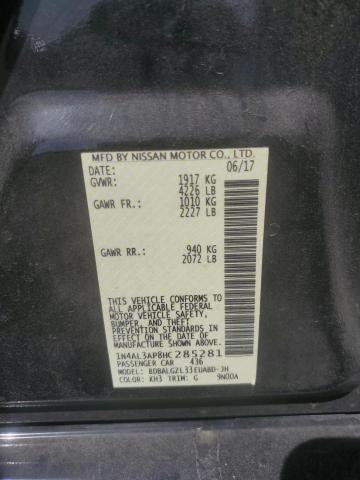 MFD BY NISSAN MOTOR CO., LTD.
DATE: 06/17
GVWR: 1917 KG
4226 LB
GAWR FR.: 1010 KG
2227 LB
GAWR RR.: 940 KG
2072 LB
THIS VEHICLE CONFORMS
TO ALL APPLICABLE FEDERAL
MOTOR VEHICLE SAFETY,
BUMPER, AND THEFT
PREVENTION STANDARDS
IN EFFECT ON THE DATE OF
MANUFACTURE SHOWN ABOVE.
1N4AL3AP8HC285281
PASSENGER CAR 436
MODEL: BDBALGZL33EUABD-JH
COLOR: KH3 TRIM: G 9N00A